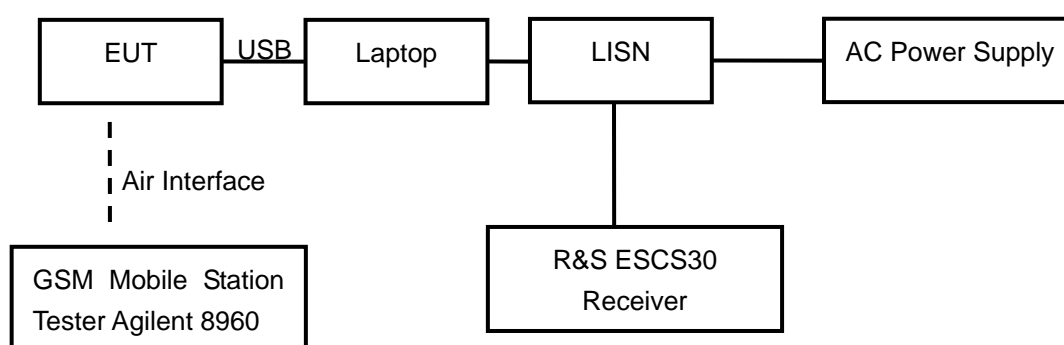 EUT
USB
Laptop
LISN
AC Power Supply
Air Interface
GSM Mobile Station
Tester Agilent 8960
R&S ESCS30
Receiver